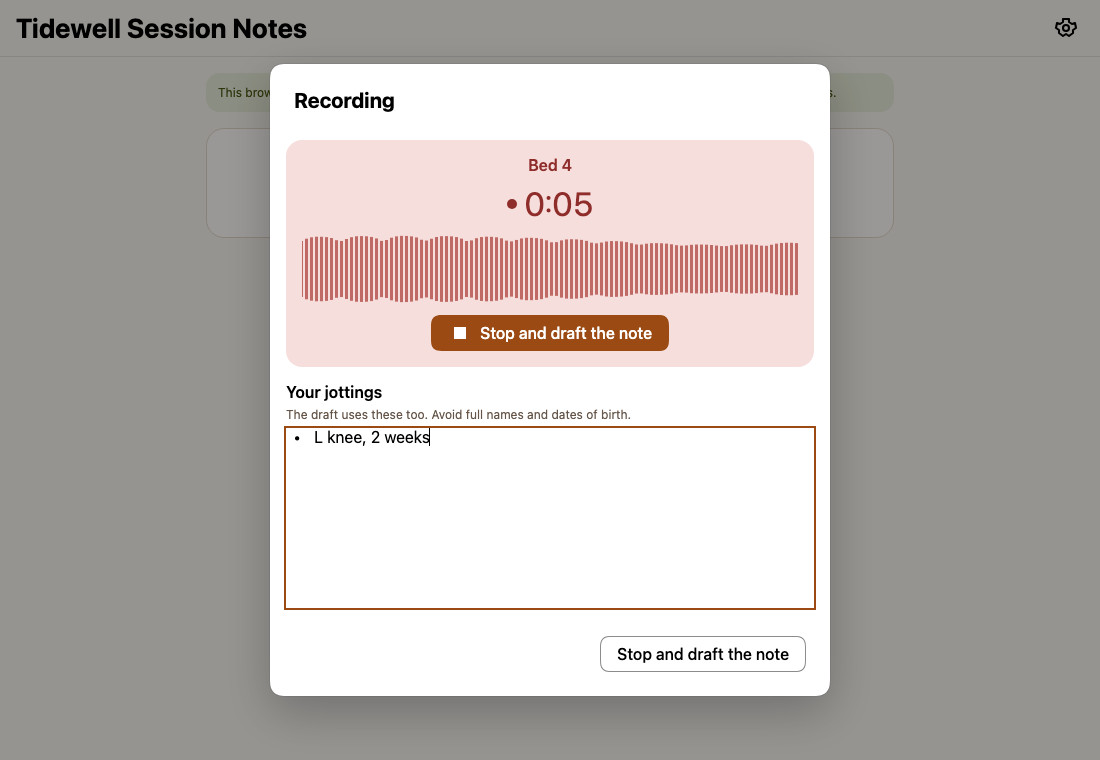 Tidewell Session Notes
This brow
s.
Recording
Bed 4
0:05
Stop and draft the note
Your jottings
The draft uses these too. Avoid full names and dates of birth.
• L knee, 2 weeks
Stop and draft the note